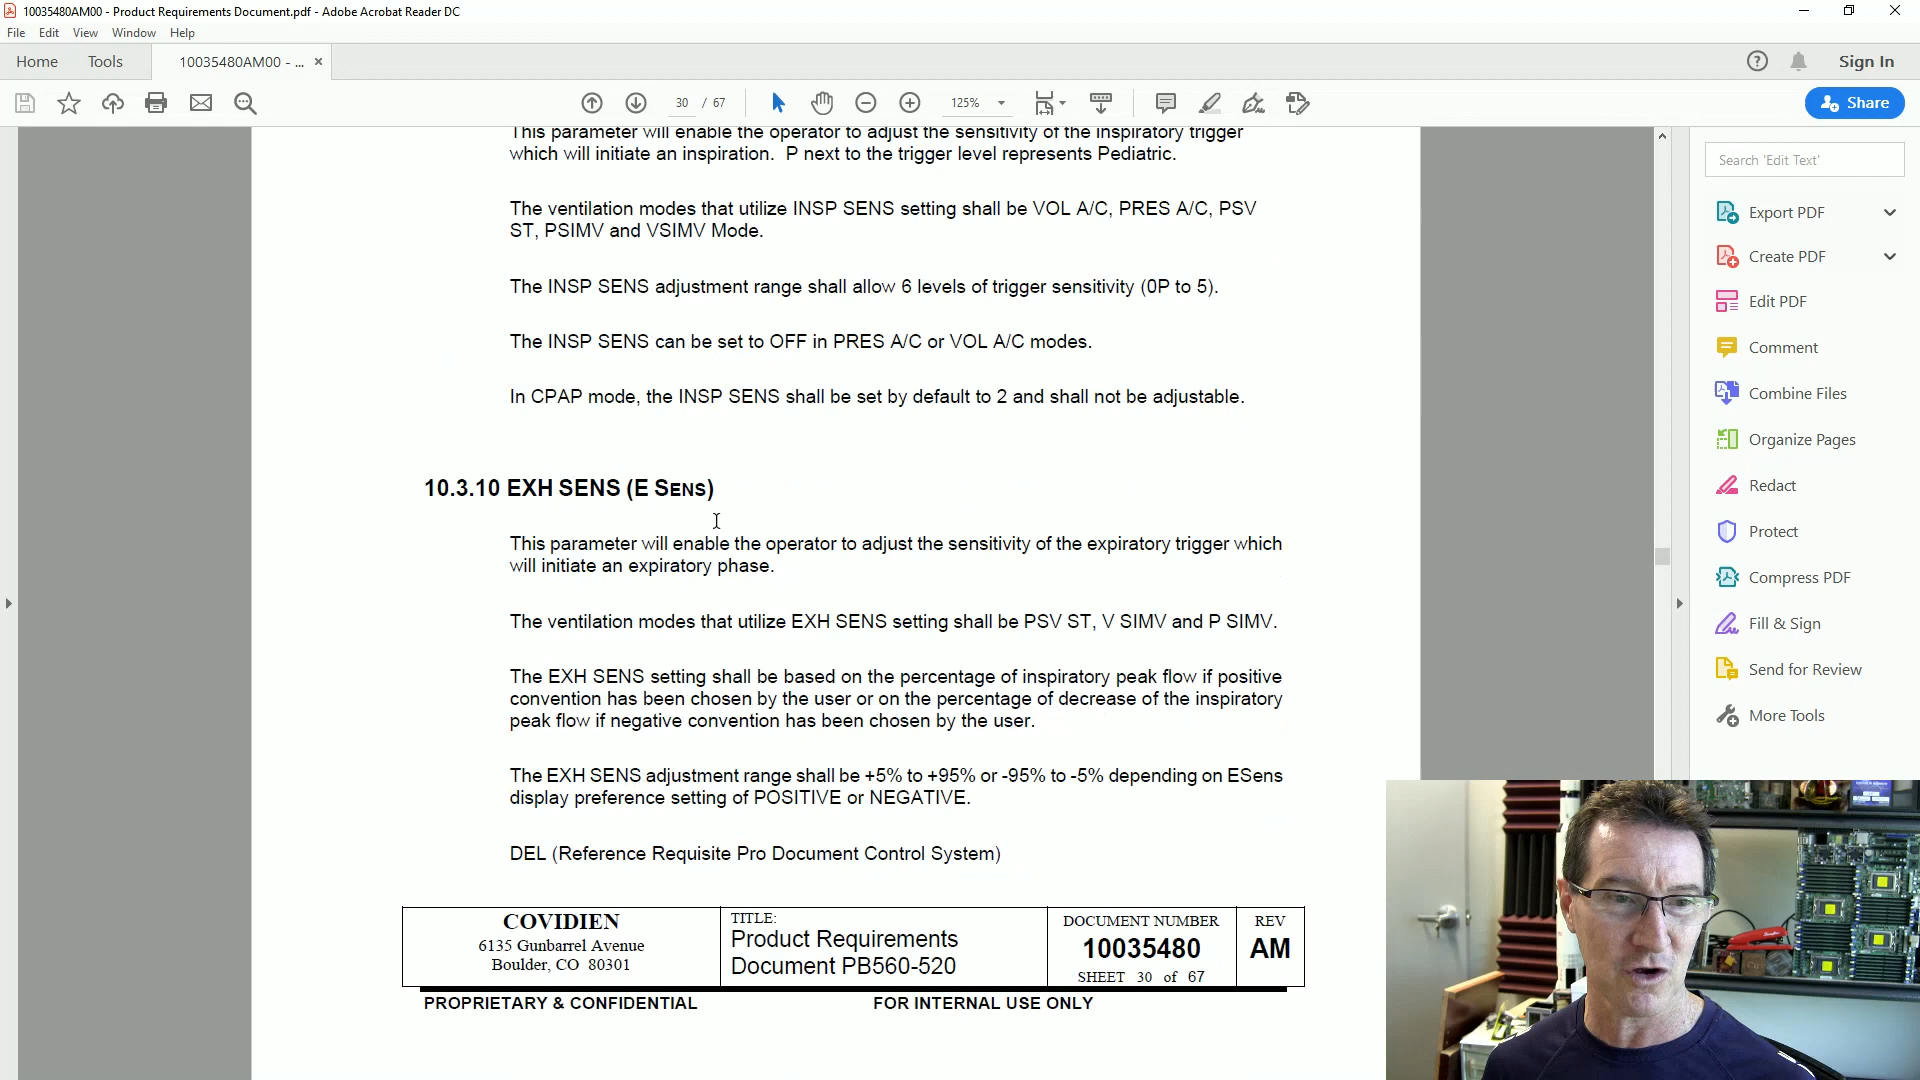 10035480AM00 - Product Requirements Document.pdf - Adobe Acrobat Reader DC
File Edit View Window Help
Home Tools 10035480AM00 - ... × Sign In
30 / 67 125% Share
This parameter will enable the operator to adjust the sensitivity of the inspiratory trigger
which will initiate an inspiration. P next to the trigger level represents Pediatric.
The ventilation modes that utilize INSP SENS setting shall be VOL A/C, PRES A/C, PSV
ST, PSIMV and VSIMV Mode.
The INSP SENS adjustment range shall allow 6 levels of trigger sensitivity (0P to 5).
The INSP SENS can be set to OFF in PRES A/C or VOL A/C modes.
In CPAP mode, the INSP SENS shall be set by default to 2 and shall not be adjustable.
10.3.10 EXH SENS (E SENS)
This parameter will enable the operator to adjust the sensitivity of the expiratory trigger which
will initiate an expiratory phase.
The ventilation modes that utilize EXH SENS setting shall be PSV ST, V SIMV and P SIMV.
The EXH SENS setting shall be based on the percentage of inspiratory peak flow if positive
convention has been chosen by the user or on the percentage of decrease of the inspiratory
peak flow if negative convention has been chosen by the user.
The EXH SENS adjustment range shall be +5% to +95% or -95% to -5% depending on ESens
display preference setting of POSITIVE or NEGATIVE.
DEL (Reference Requisite Pro Document Control System)
COVIDIEN
6135 Gunbarrel Avenue
Boulder, CO 80301
TITLE:
Product Requirements
Document PB560-520
DOCUMENT NUMBER
10035480
SHEET 30 of 67
REV
AM
PROPRIETARY & CONFIDENTIAL FOR INTERNAL USE ONLY
Search 'Edit Text'
Export PDF
Create PDF
Edit PDF
Comment
Combine Files
Organize Pages
Redact
Protect
Compress PDF
Fill & Sign
Send for Review
More Tools